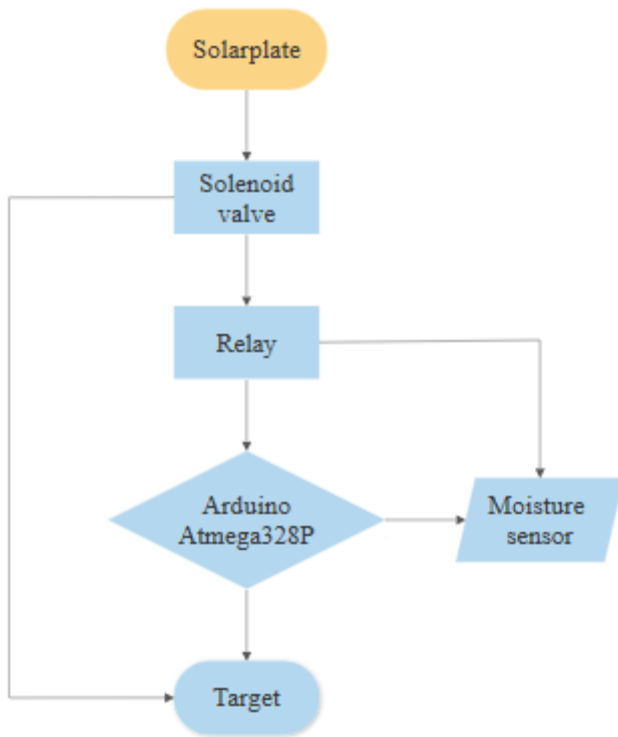 Solarplate
Solenoid
valve
Relay
Arduino
Atmega328P
Moisture
sensor
Target